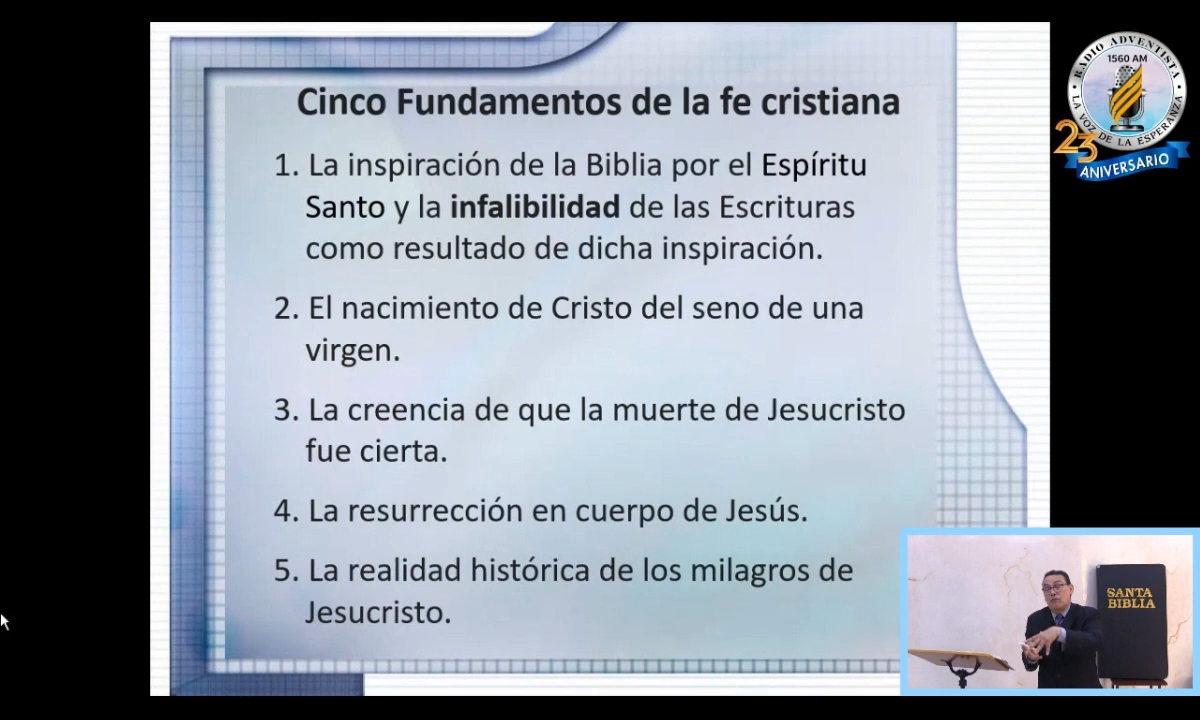 Cinco Fundamentos de la fe cristiana
1. La inspiración de la Biblia por el Espíritu
Santo y la infalibilidad de las Escrituras
como resultado de dicha inspiración.
2. El nacimiento de Cristo del seno de una
virgen.
3. La creencia de que la muerte de Jesucristo
fue cierta.
4. La resurrección en cuerpo de Jesús.
5. La realidad histórica de los milagros de
Jesucristo.
RADIO ADVENTISTA
1560 AM
LA VOZ DE LA ESPERANZA
23
ANIVERSARIO
SANTA
BIBLIA